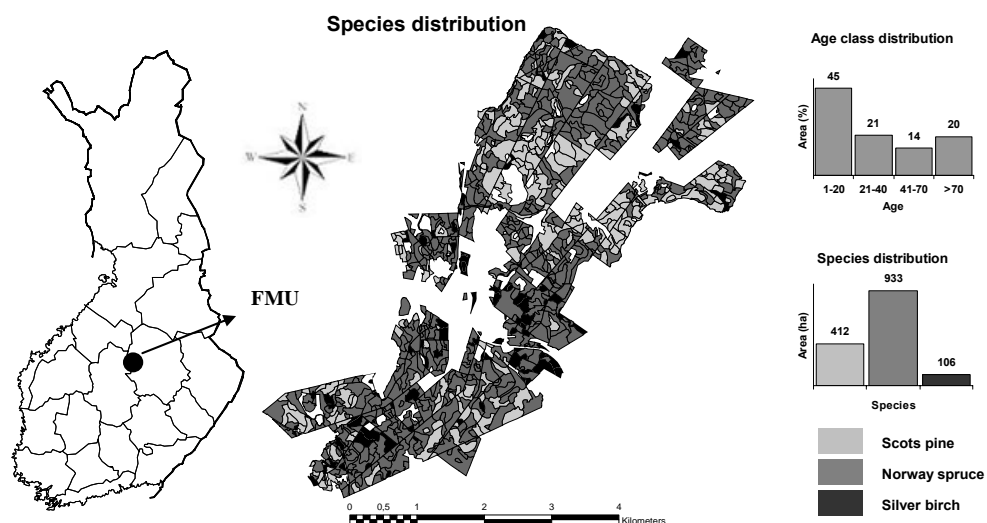 Species distribution
N
W E
S
FMU
0 0,5 1 2 3 4
Kilometers
Age class distribution
Area (%)
45
21
14
20
1-20 21-40 41-70 >70
Age
Species distribution
Area (ha)
412
933
106
Species
Scots pine
Norway spruce
Silver birch